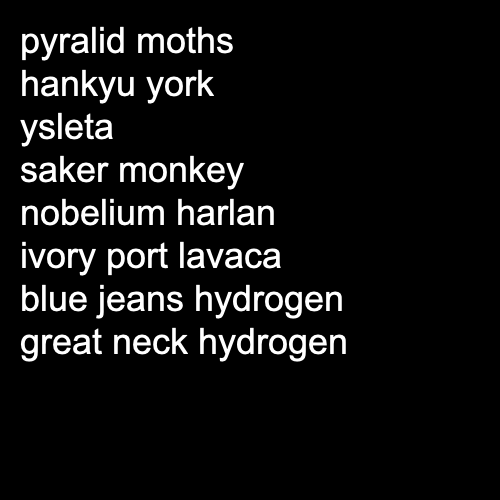 pyralid moths
hankyu york
ysleta
saker monkey
nobelium harlan
ivory port lavaca
blue jeans hydrogen
great neck hydrogen